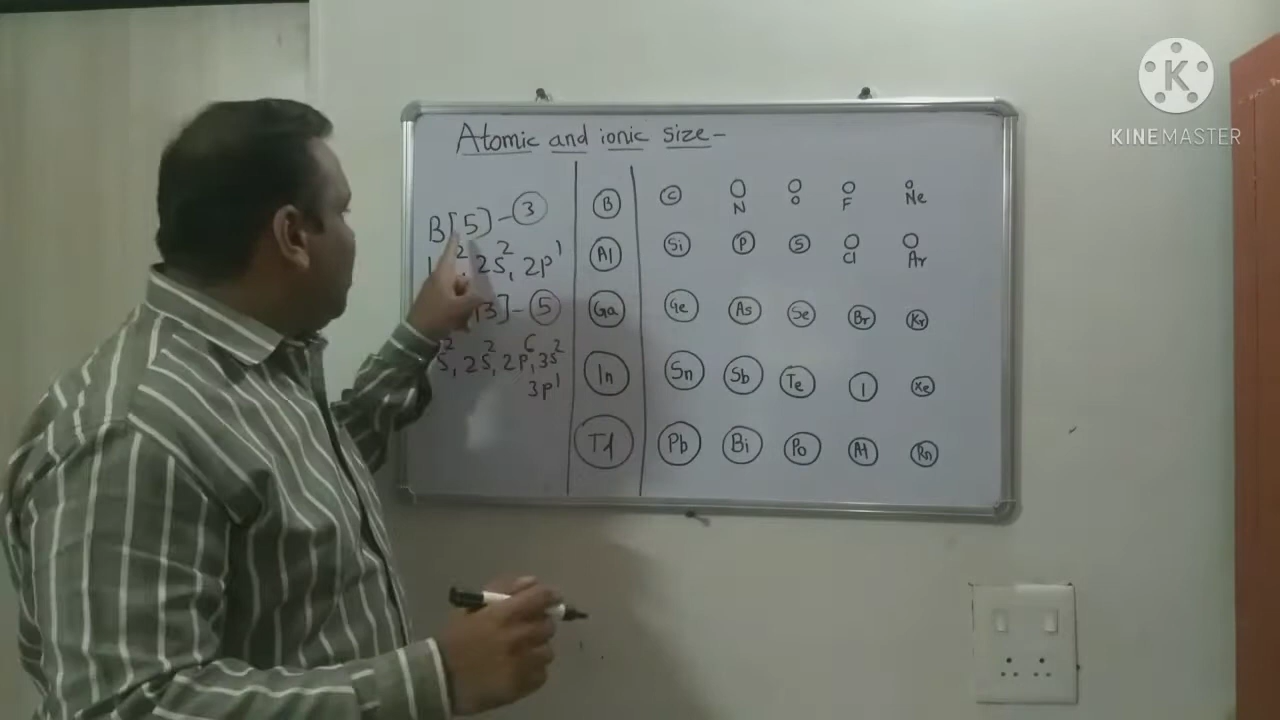 Atomic and ionic size-
B[5]-③
2, 2S², 2P¹
13]-⑤
S², 2S², 2P⁶, 3S²
3P¹
B C N O F Ne
Al Si P S Cl Ar
Ga Ge As Se Br Kr
In Sn Sb Te I Xe
Tl Pb Bi Po At Rn
K
KINEMASTER